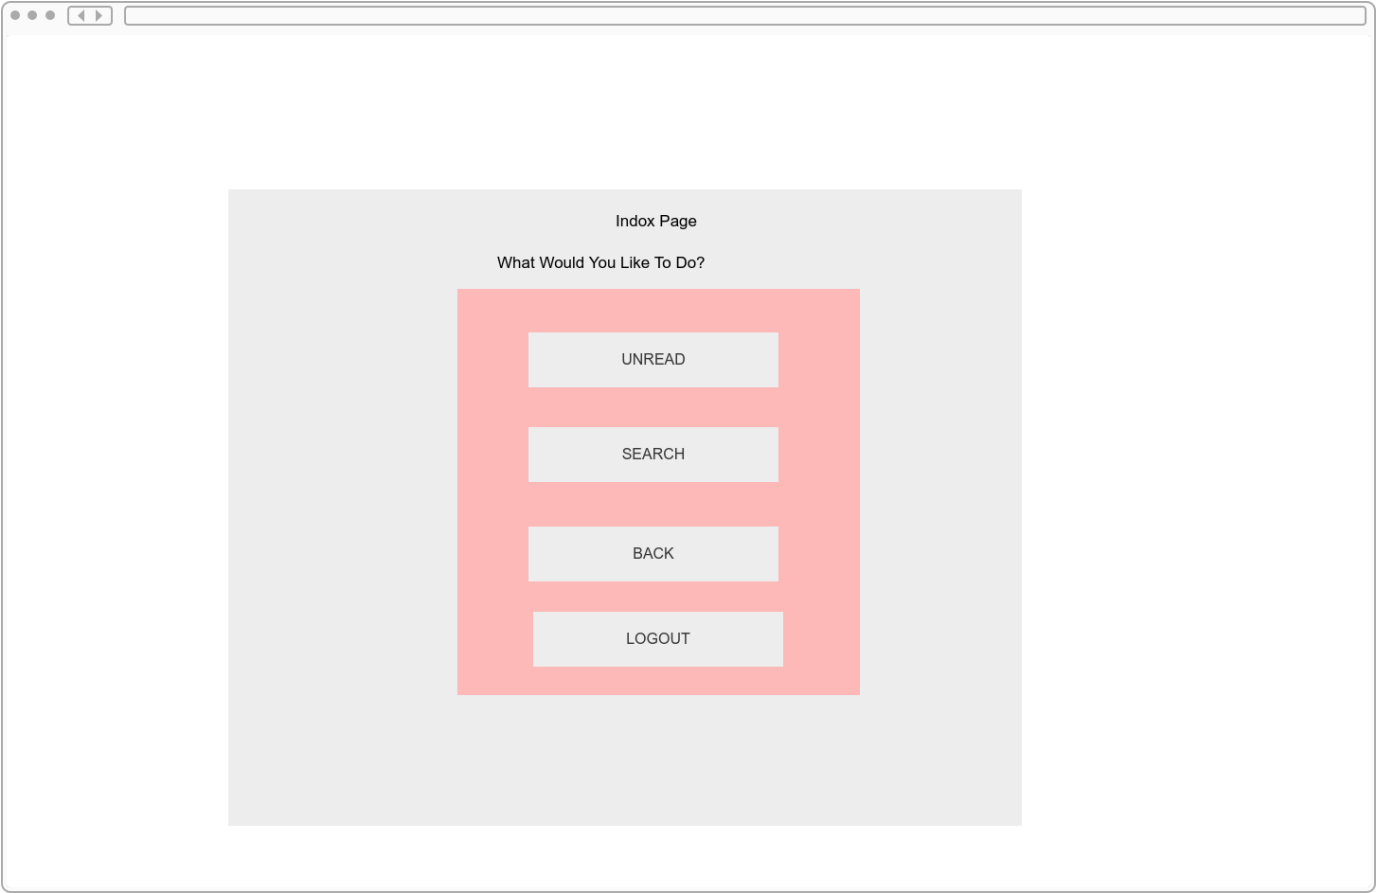 Indox Page
What Would You Like To Do?
UNREAD
SEARCH
BACK
LOGOUT